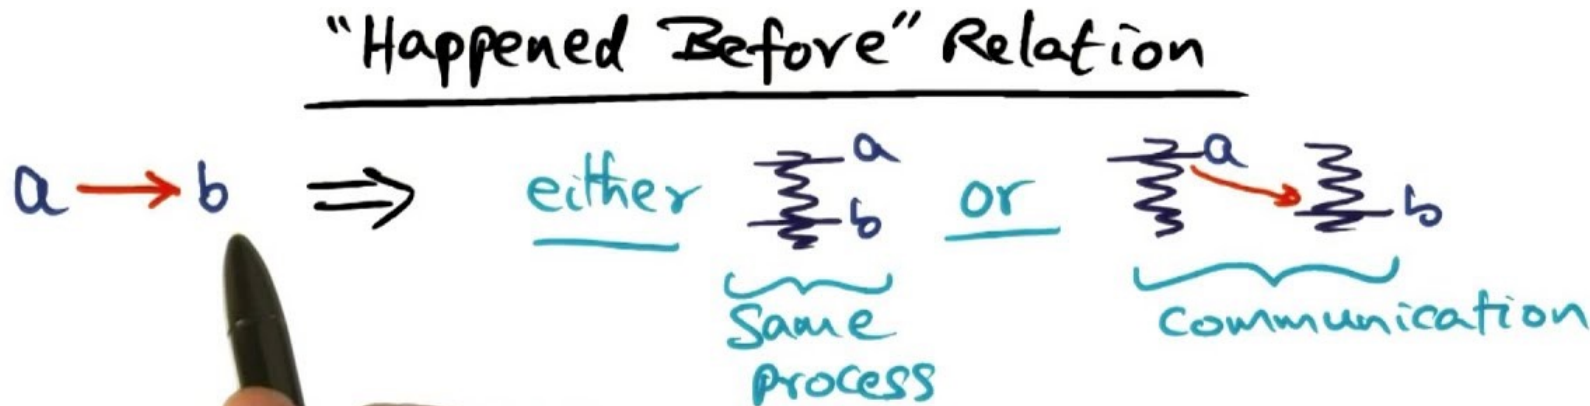 "Happened Before" Relation
a → b ⇒ either a b or a b
Same process
communication